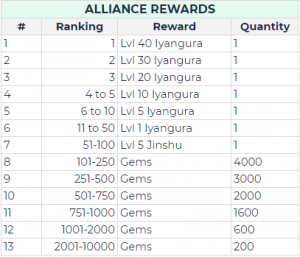 ALLIANCE REWARDS
# Ranking Reward Quantity
1 1 Lvl 40 Iyangura 1
2 2 Lvl 30 Iyangura 1
3 3 Lvl 20 Iyangura 1
4 4 to 5 Lvl 10 Iyangura 1
5 6 to 10 Lvl 5 Iyangura 1
6 11 to 50 Lvl 1 Iyangura 1
7 51-100 Lvl 5 Jinshu 1
8 101-250 Gems 4000
9 251-500 Gems 3000
10 501-750 Gems 2000
11 751-1000 Gems 1600
12 1001-2000 Gems 600
13 2001-10000 Gems 200